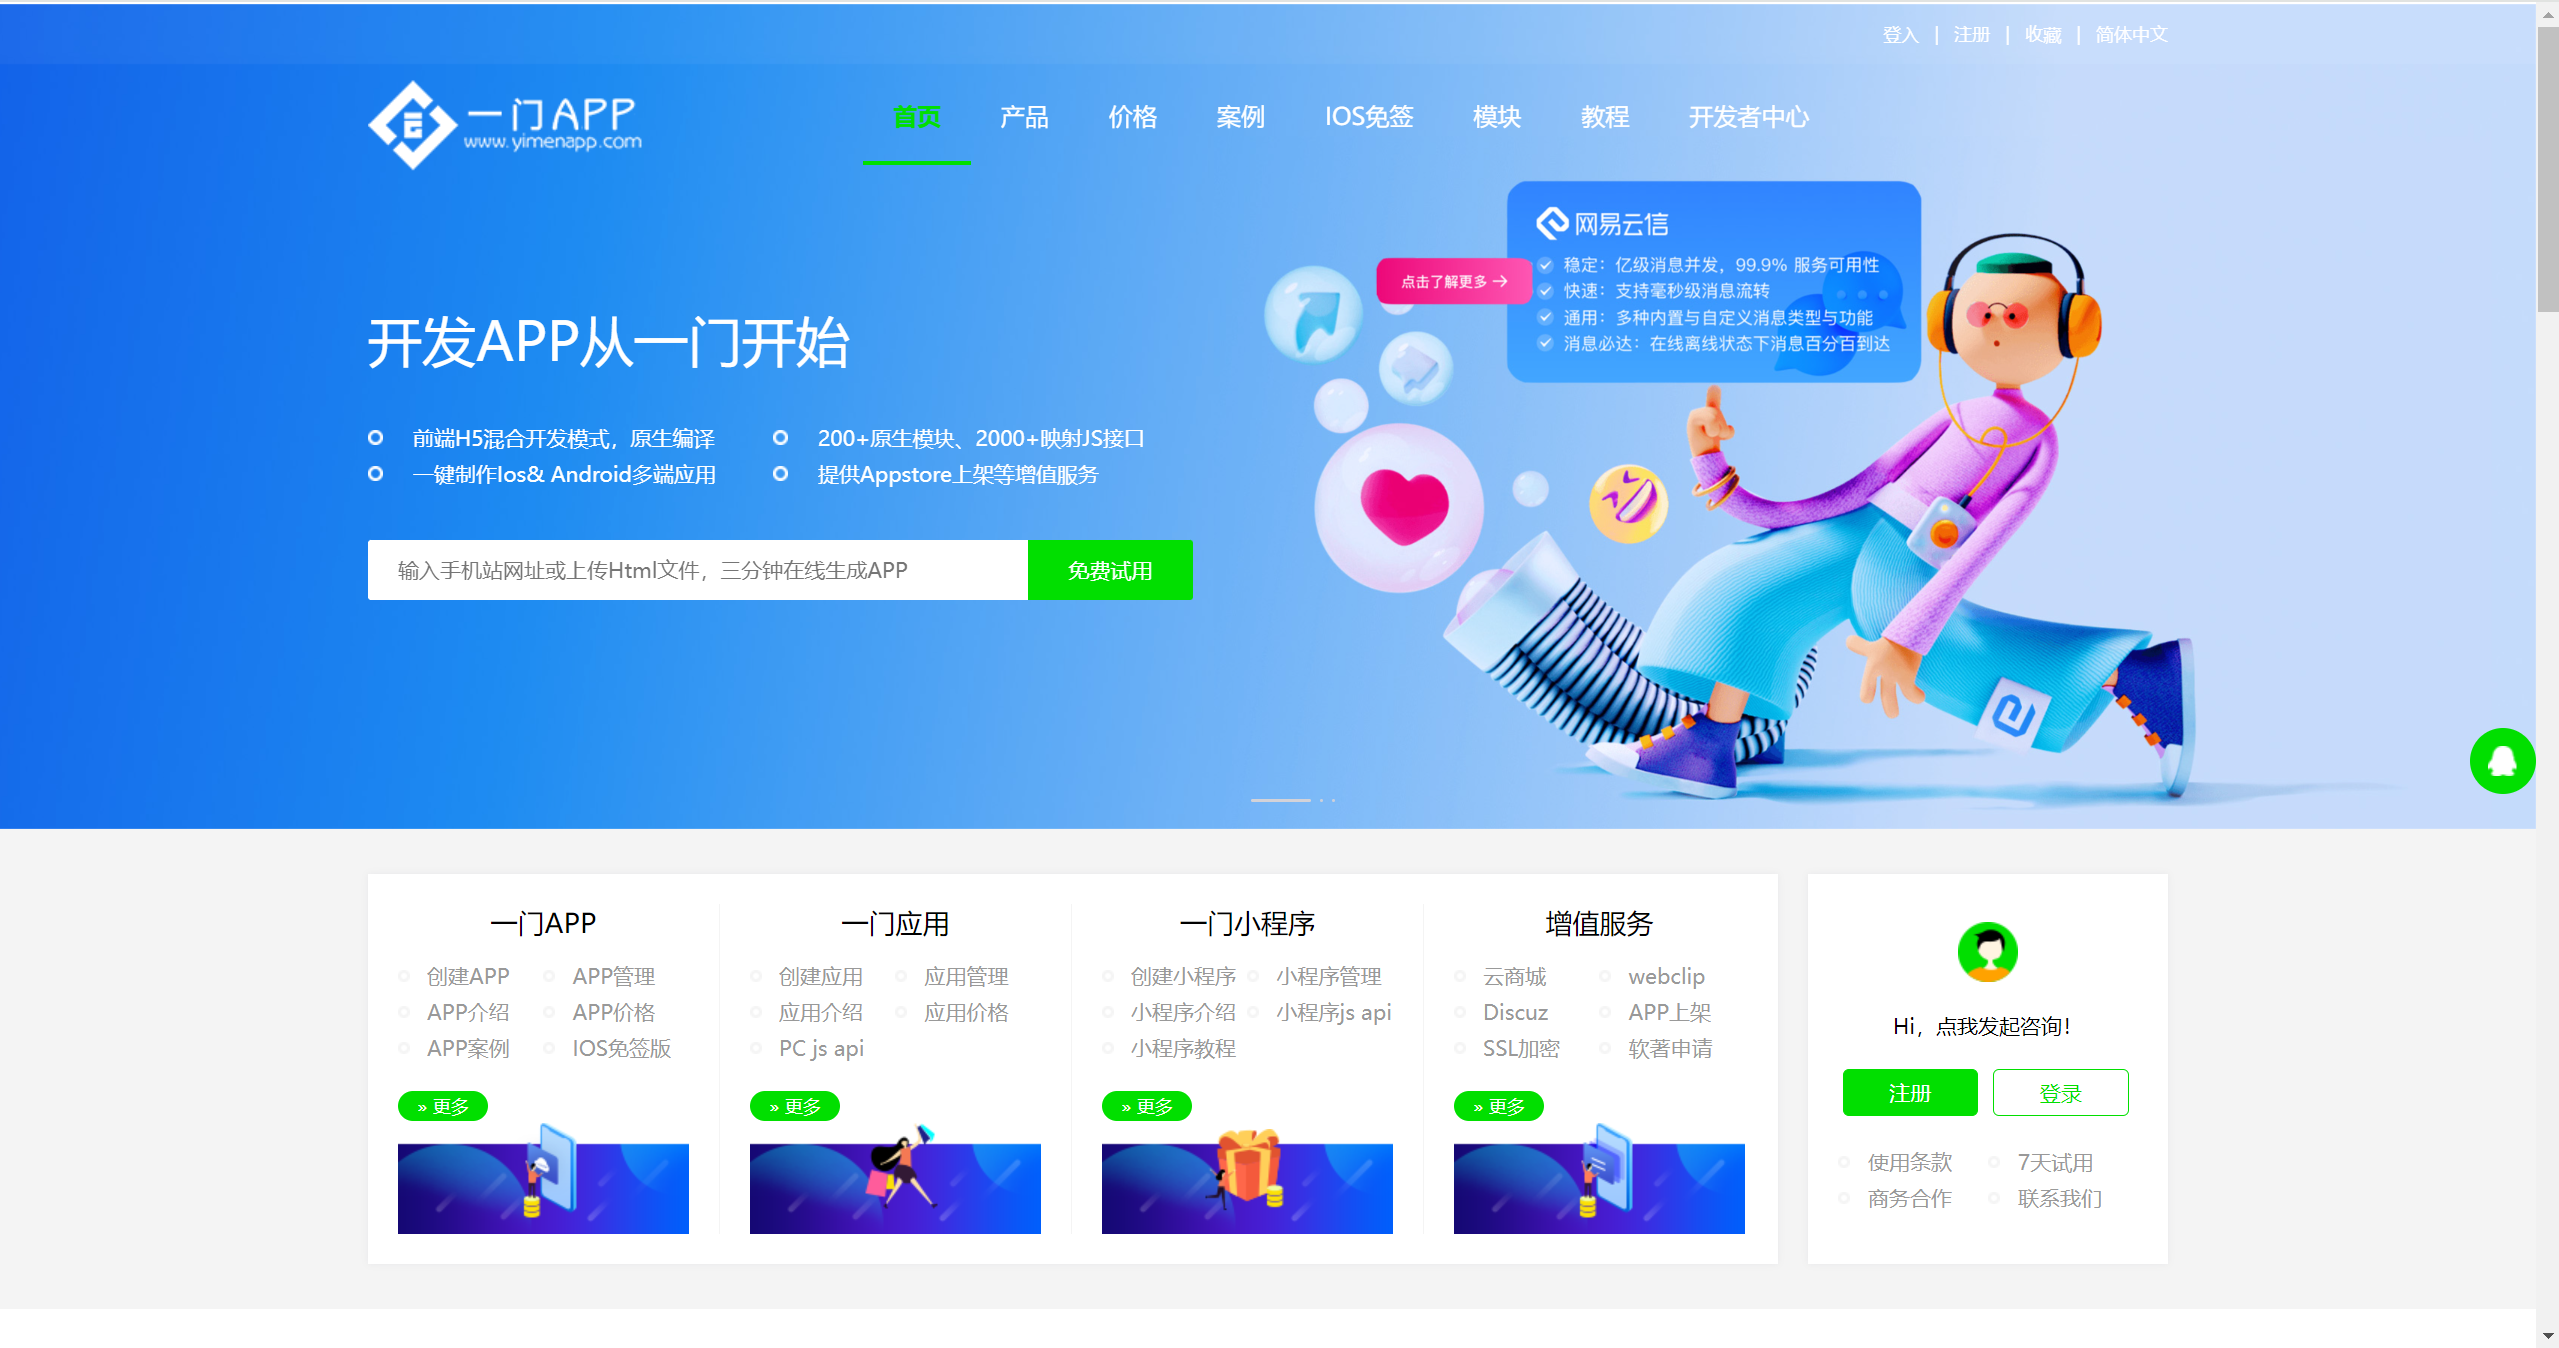 登入 | 注册 | 收藏 | 简体中文
一门APP
www.yimenapp.com
首页 产品 价格 案例 IOS免签 模块 教程 开发者中心
网易云信
点击了解更多 →
稳定：亿级消息并发，99.9% 服务可用性
快速：支持毫秒级消息流转
通用：多种内置与自定义消息类型与功能
消息必达：在线离线状态下消息百分百到达
开发APP从一门开始
前端H5混合开发模式，原生编译 200+原生模块、2000+映射JS接口
一键制作Ios& Android多端应用 提供Appstore上架等增值服务
输入手机站网址或上传Html文件，三分钟在线生成APP 免费试用
一门APP
创建APP APP管理
APP介绍 APP价格
APP案例 IOS免签版
» 更多
一门应用
创建应用 应用管理
应用介绍 应用价格
PC js api
» 更多
一门小程序
创建小程序 小程序管理
小程序介绍 小程序js api
小程序教程
» 更多
增值服务
云商城 webclip
Discuz APP上架
SSL加密 软著申请
» 更多
Hi，点我发起咨询！
注册 登录
使用条款 7天试用
商务合作 联系我们